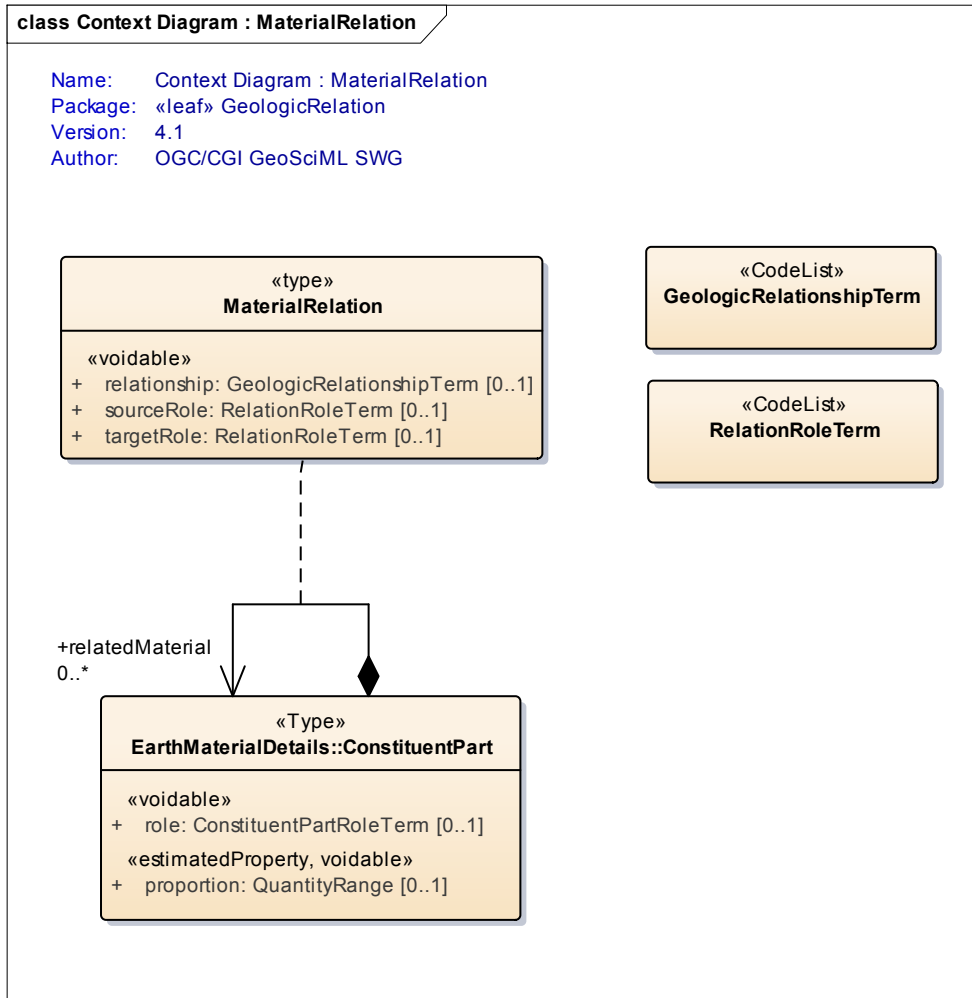 class Context Diagram : MaterialRelation
Name: Context Diagram : MaterialRelation
Package: «leaf» GeologicRelation
Version: 4.1
Author: OGC/CGI GeoSciML SWG
«type»
MaterialRelation
«voidable»
+ relationship: GeologicRelationshipTerm [0..1]
+ sourceRole: RelationRoleTerm [0..1]
+ targetRole: RelationRoleTerm [0..1]
«CodeList»
GeologicRelationshipTerm
«CodeList»
RelationRoleTerm
+relatedMaterial
0..*
«Type»
EarthMaterialDetails::ConstituentPart
«voidable»
+ role: ConstituentPartRoleTerm [0..1]
«estimatedProperty, voidable»
+ proportion: QuantityRange [0..1]